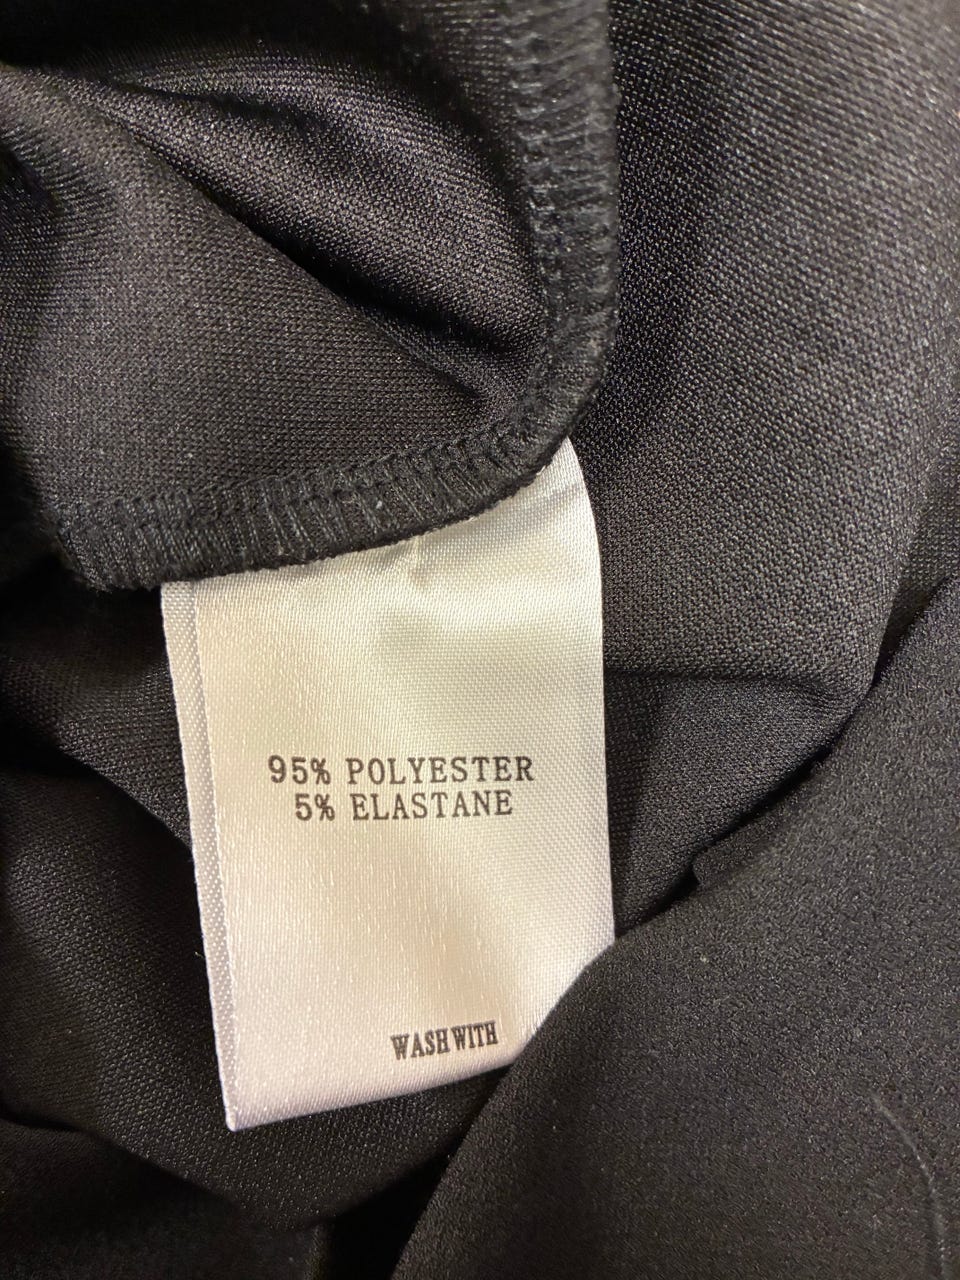 95% POLYESTER
5% ELASTANE
WASH WITH